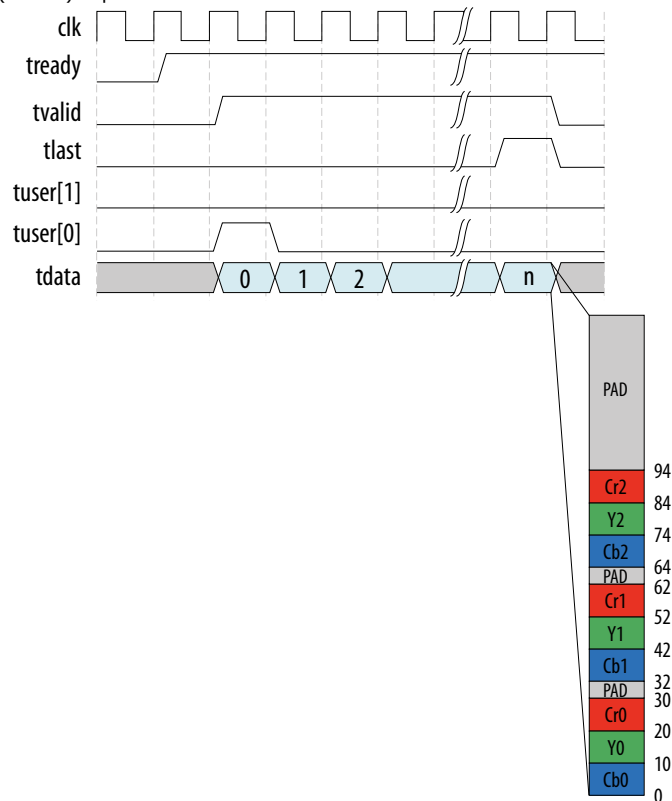 clk
tready
tvalid
tlast
tuser[1]
tuser[0]
tdata 0 1 2 n
PAD
94
Cr2
84
Y2
74
Cb2
64
PAD
62
Cr1
52
Y1
42
Cb1
32
PAD
30
Cr0
20
Y0
10
Cb0
0